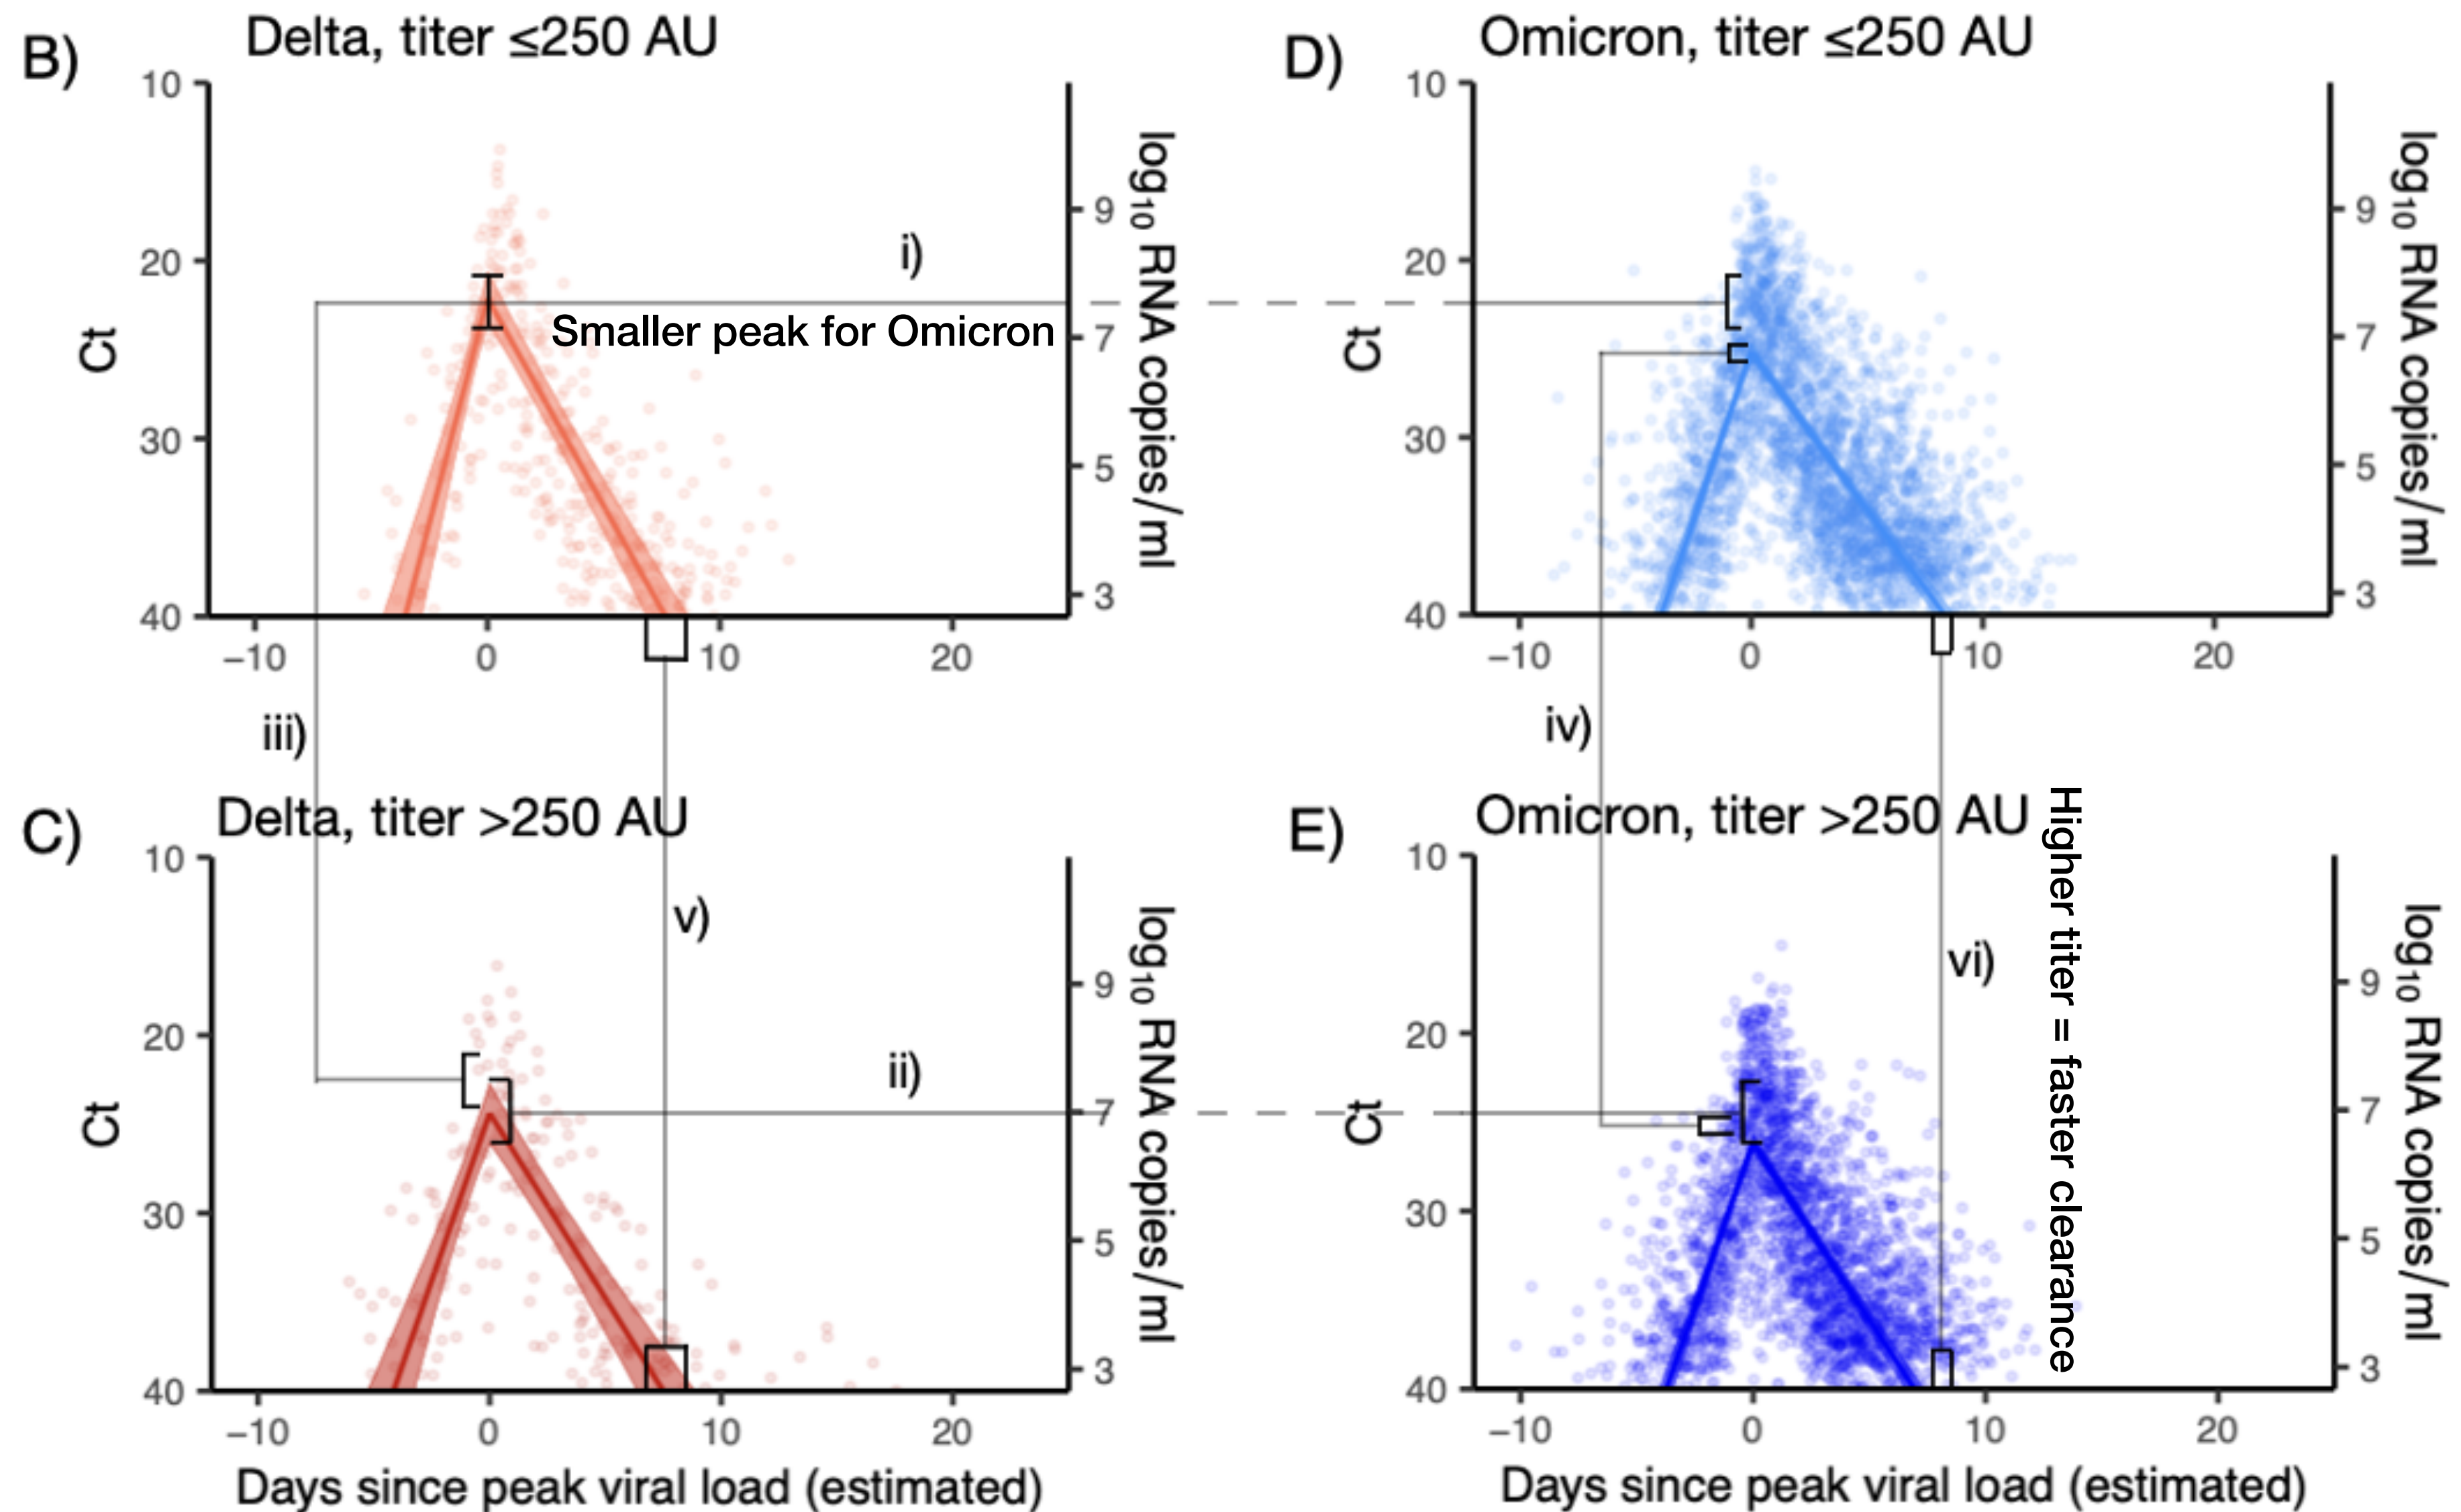 B)
Delta, titer ≤250 AU
10
20
30
40
Ct
−10
0
10
20
9
7
5
3
log10 RNA copies/ml
i)
Smaller peak for Omicron
D)
Omicron, titer ≤250 AU
10
20
30
40
Ct
−10
0
10
20
9
7
5
3
log10 RNA copies/ml
iii)
iv)
C)
Delta, titer >250 AU
10
20
30
40
Ct
−10
0
10
20
Days since peak viral load (estimated)
9
7
5
3
log10 RNA copies/ml
v)
ii)
E)
Omicron, titer >250 AU
10
20
30
40
Ct
−10
0
10
20
Days since peak viral load (estimated)
9
7
5
3
log10 RNA copies/ml
vi)
Higher titer = faster clearance